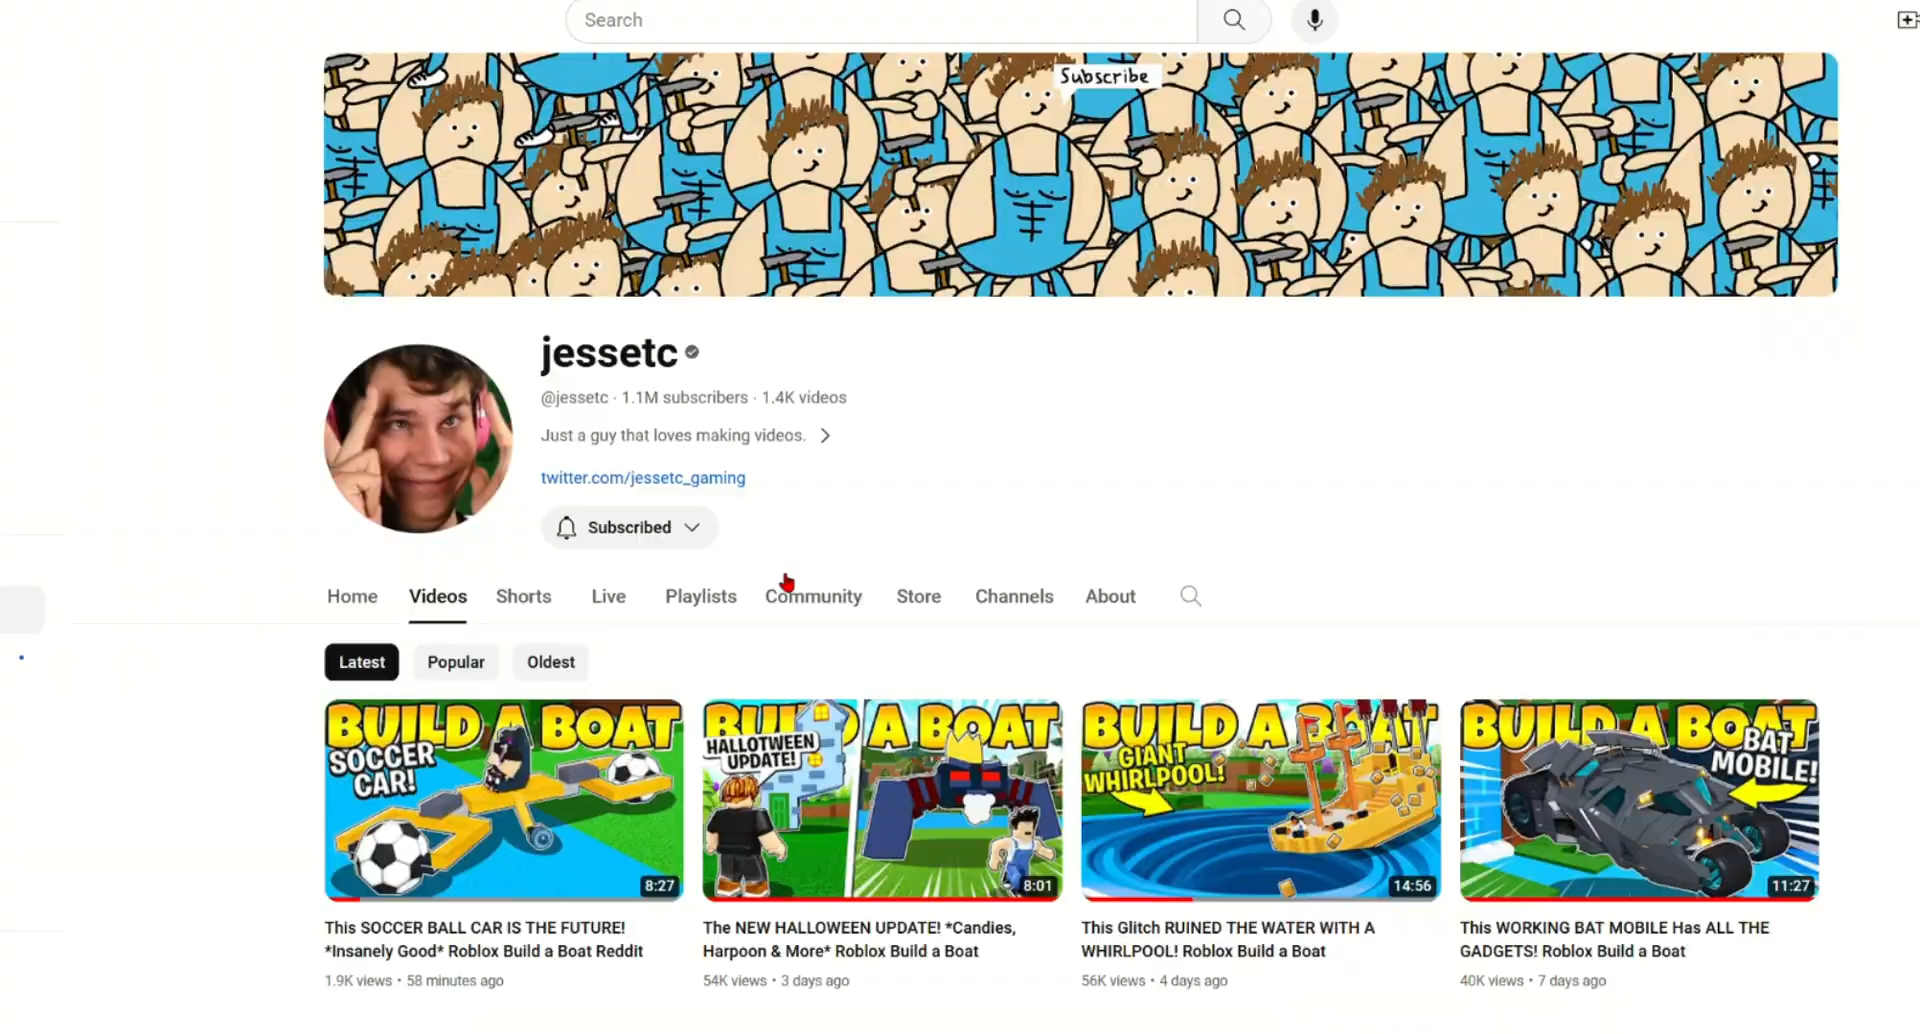 Search
Subscribe
jessetc
@jessetc · 1.1M subscribers · 1.4K videos
Just a guy that loves making videos.
twitter.com/jessetc_gaming
Subscribed
Home Videos Shorts Live Playlists Community Store Channels About
Latest Popular Oldest
BUILD A BOAT
SOCCER
CAR!
8:27
BUILD A BOAT
HALLOTWEEN
UPDATE!
8:01
BUILD A BOAT
GIANT
WHIRLPOOL!
14:56
BUILD A BOAT
BAT
MOBILE!
11:27
This SOCCER BALL CAR IS THE FUTURE!
*Insanely Good* Roblox Build a Boat Reddit
1.9K views • 58 minutes ago
The NEW HALLOWEEN UPDATE! *Candies,
Harpoon & More* Roblox Build a Boat
54K views • 3 days ago
This Glitch RUINED THE WATER WITH A
WHIRLPOOL! Roblox Build a Boat
56K views • 4 days ago
This WORKING BAT MOBILE Has ALL THE
GADGETS! Roblox Build a Boat
40K views • 7 days ago